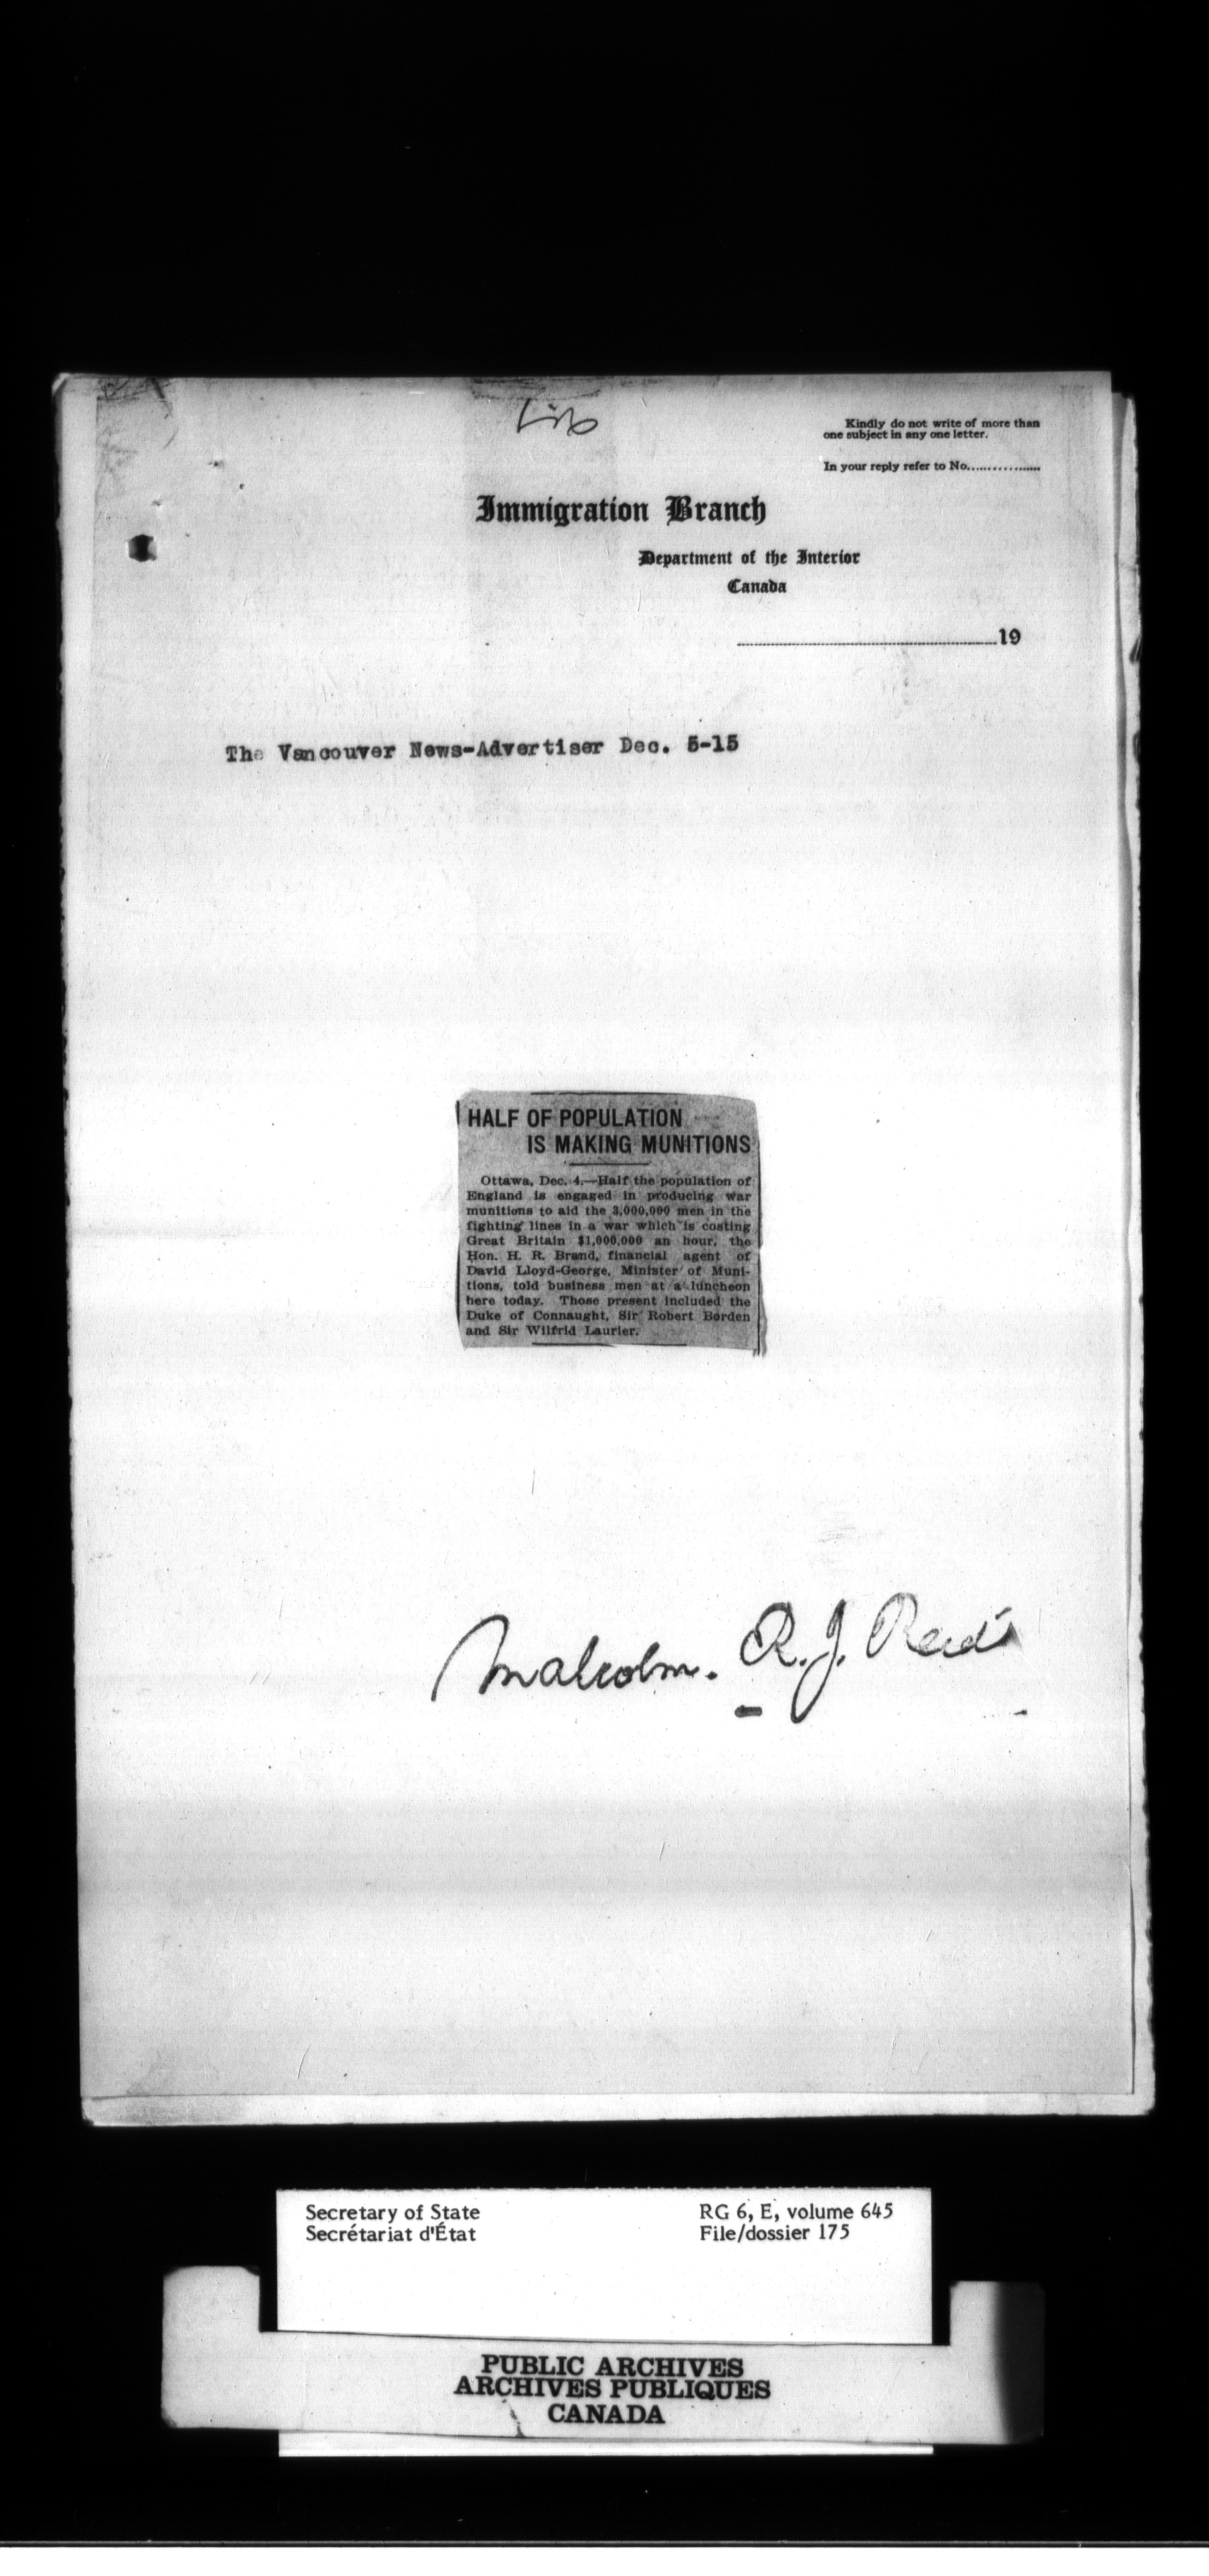 Kindly do not write of more than
one subject in any one letter.
In your reply refer to No.................
Immigration Branch
Department of the Interior
Canada
19
The Vancouver News-Advertiser Dec. 5-15
HALF OF POPULATION
IS MAKING MUNITIONS
Ottawa, Dec. 4.—Half the population of
England is engaged in producing war
munitions to aid the 3,000,000 men in the
fighting lines in a war which is costing
Great Britain $1,000,000 an hour, the
Hon. H. R. Brand, financial agent of
David Lloyd-George, Minister of Muni-
tions, told business men at a luncheon
here today. Those present included the
Duke of Connaught, Sir Robert Borden
and Sir Wilfrid Laurier.
Malcolm. R. J. Reid
Secretary of State
Secrétariat d'État
RG 6, E, volume 645
File/dossier 175
PUBLIC ARCHIVES
ARCHIVES PUBLIQUES
CANADA